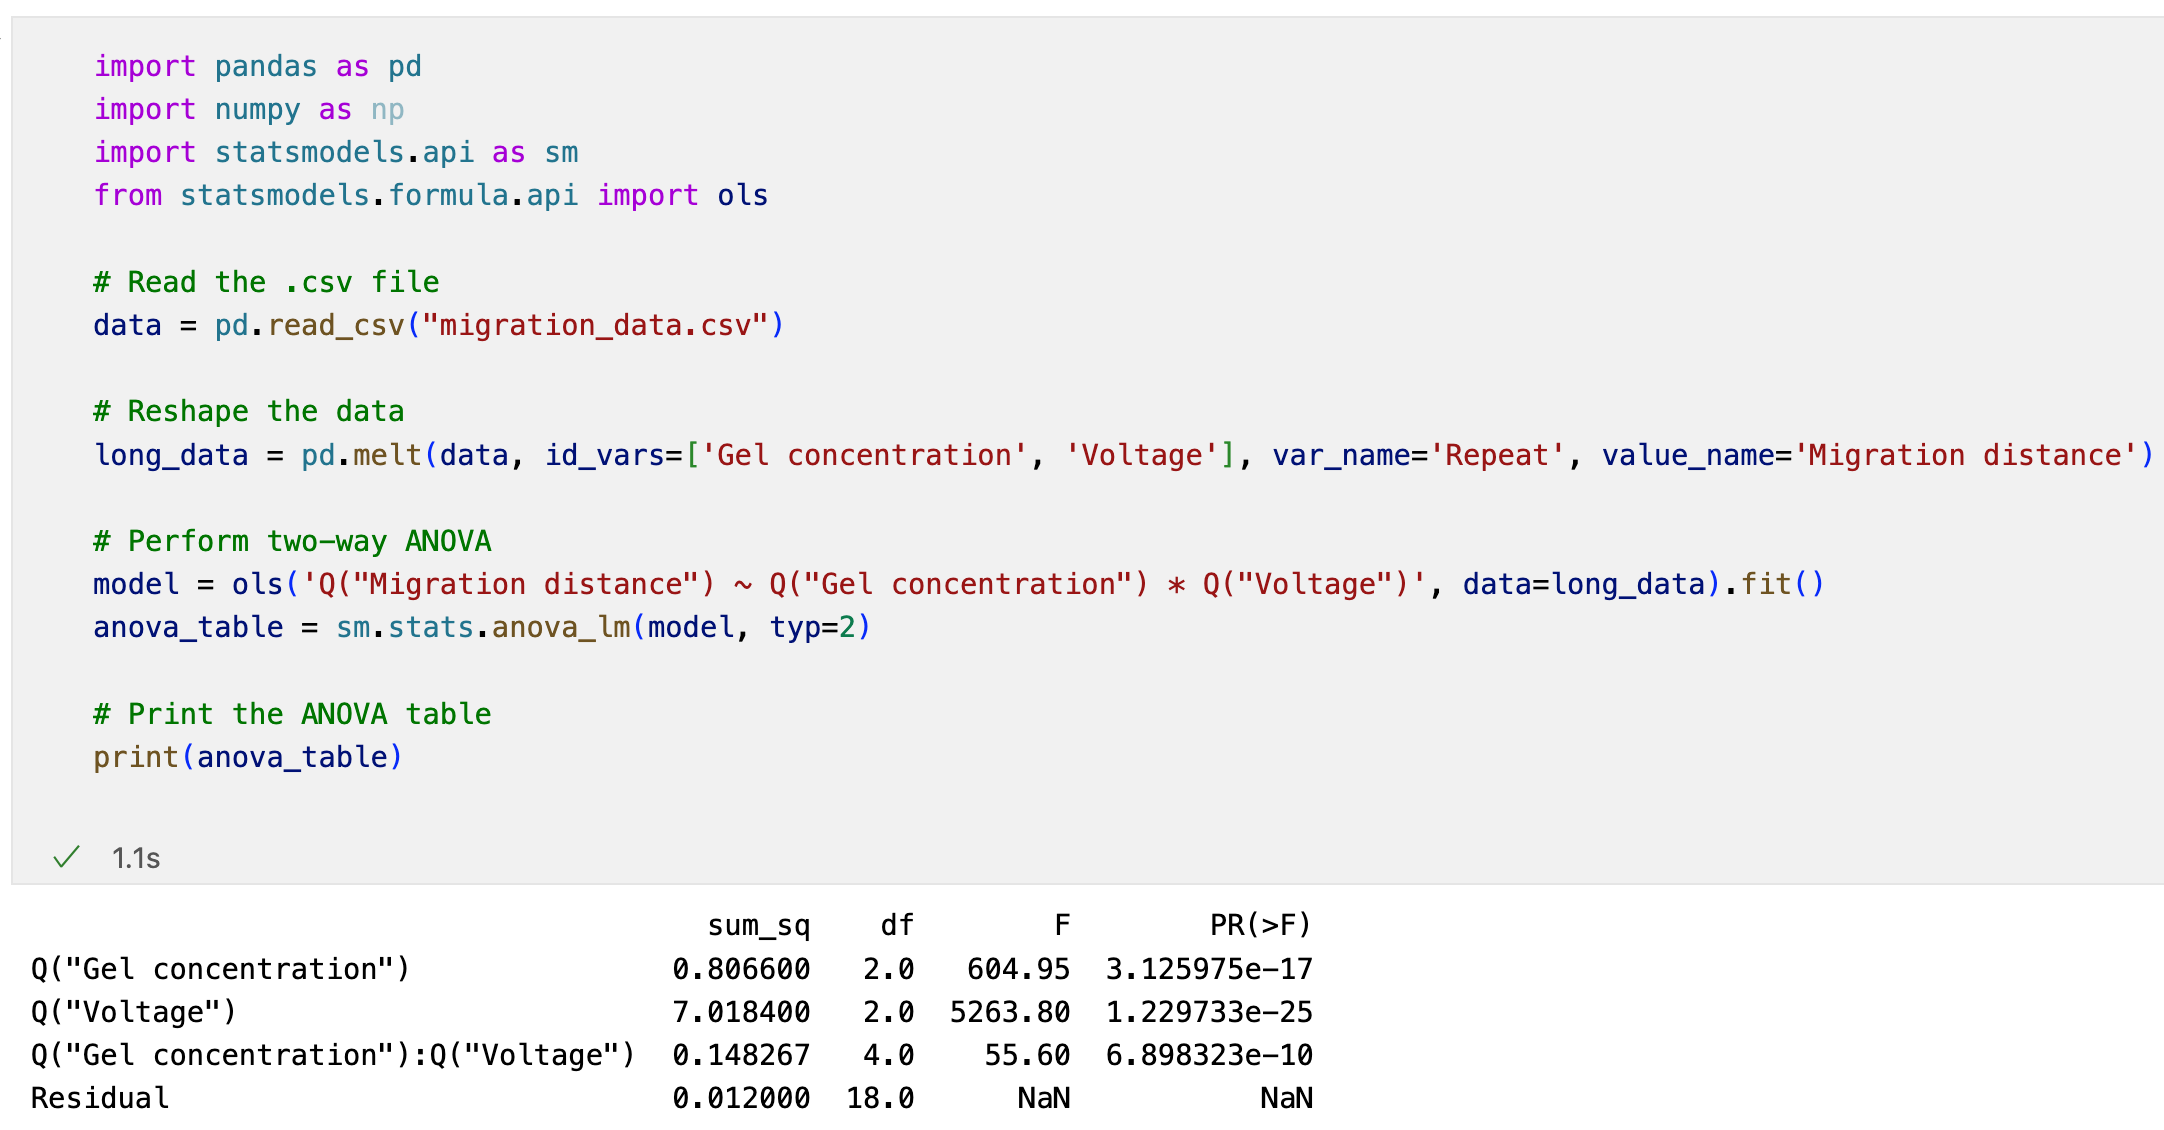 import pandas as pd
import numpy as np
import statsmodels.api as sm
from statsmodels.formula.api import ols
# Read the .csv file
data = pd.read_csv("migration_data.csv")
# Reshape the data
long_data = pd.melt(data, id_vars=['Gel concentration', 'Voltage'], var_name='Repeat', value_name='Migration distance')
# Perform two-way ANOVA
model = ols('Q("Migration distance") ~ Q("Gel concentration") * Q("Voltage")', data=long_data).fit()
anova_table = sm.stats.anova_lm(model, typ=2)
# Print the ANOVA table
print(anova_table)
✓ 1.1s
sum_sq df F PR(>F)
Q("Gel concentration") 0.806600 2.0 604.95 3.125975e-17
Q("Voltage") 7.018400 2.0 5263.80 1.229733e-25
Q("Gel concentration"):Q("Voltage") 0.148267 4.0 55.60 6.898323e-10
Residual 0.012000 18.0 NaN NaN